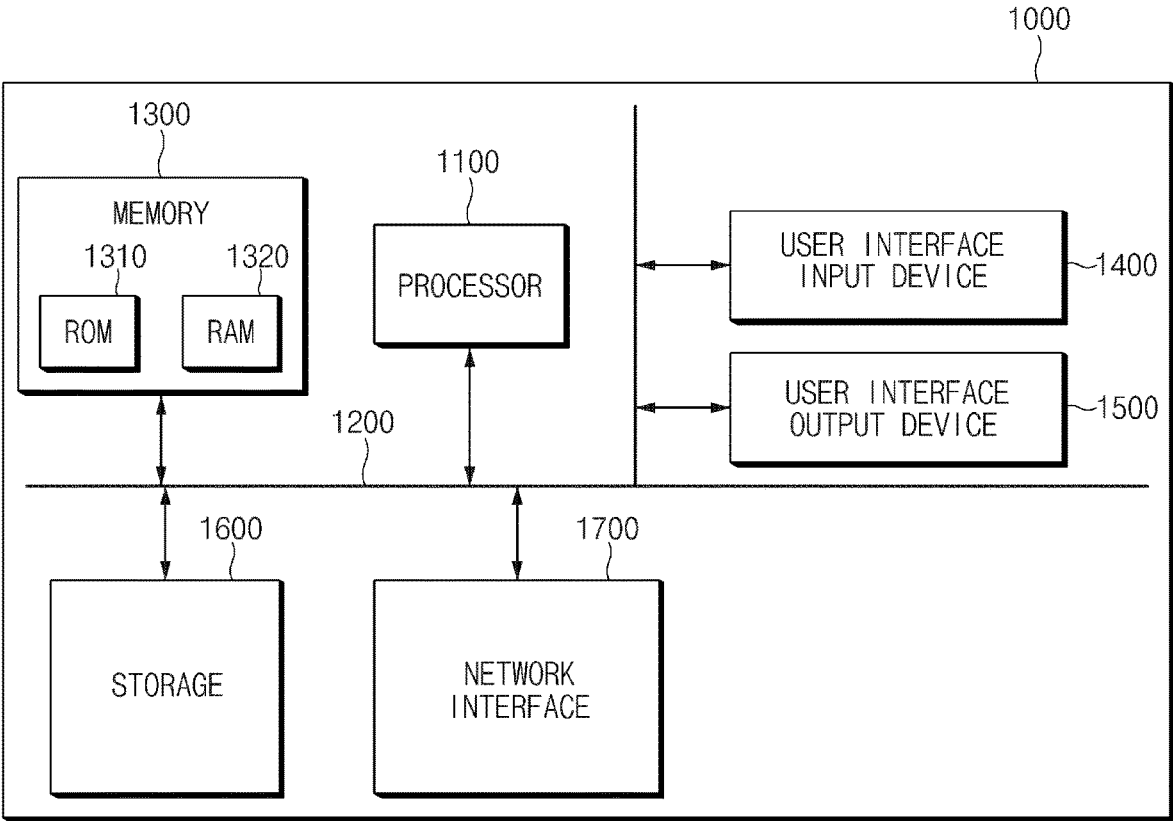 1000
1300
MEMORY
1310
1320
ROM
RAM
1100
PROCESSOR
USER INTERFACE
INPUT DEVICE
1400
USER INTERFACE
OUTPUT DEVICE
1500
1200
1600
STORAGE
1700
NETWORK
INTERFACE